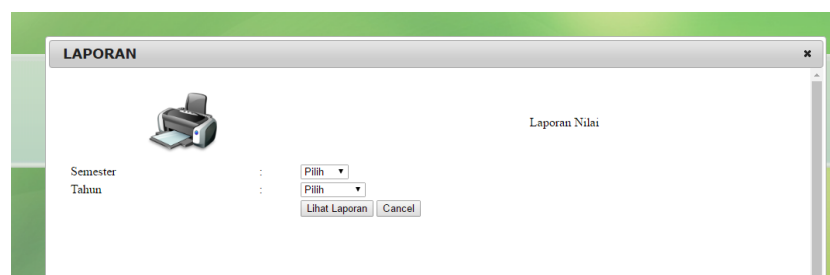 LAPORAN
Laporan Nilai
Semester : Pilih
Tahun : Pilih
Lihat Laporan Cancel